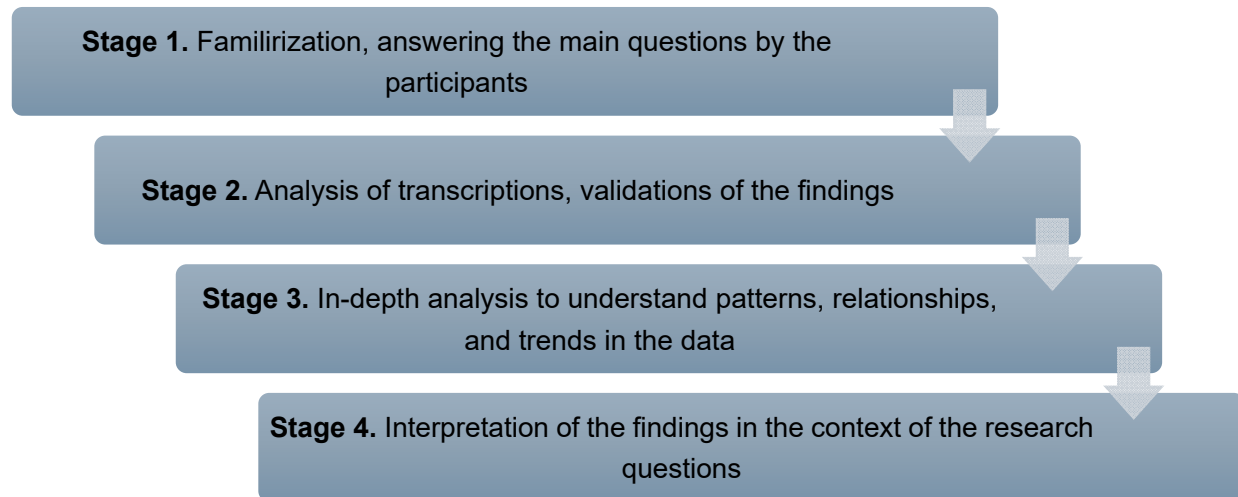 Stage 1. Familirization, answering the main questions by the
participants
Stage 2. Analysis of transcriptions, validations of the findings
Stage 3. In-depth analysis to understand patterns, relationships,
and trends in the data
Stage 4. Interpretation of the findings in the context of the research
questions